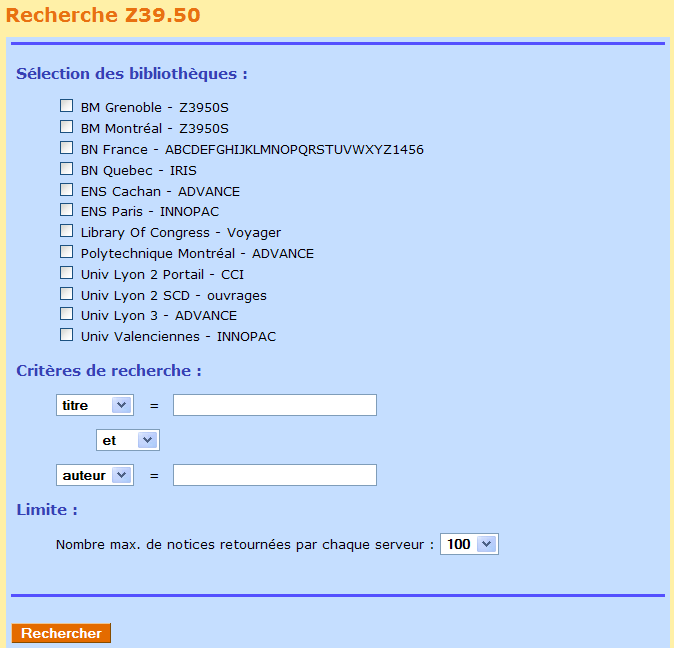 Recherche Z39.50
Sélection des bibliothèques :
BM Grenoble - Z3950S
BM Montréal - Z3950S
BN France - ABCDEFGHIJKLMNOPQRSTUVWXYZ1456
BN Quebec - IRIS
ENS Cachan - ADVANCE
ENS Paris - INNOPAC
Library Of Congress - Voyager
Polytechnique Montréal - ADVANCE
Univ Lyon 2 Portail - CCI
Univ Lyon 2 SCD - ouvrages
Univ Lyon 3 - ADVANCE
Univ Valenciennes - INNOPAC
Critères de recherche :
titre =
et
auteur =
Limite :
Nombre max. de notices retournées par chaque serveur : 100
Rechercher